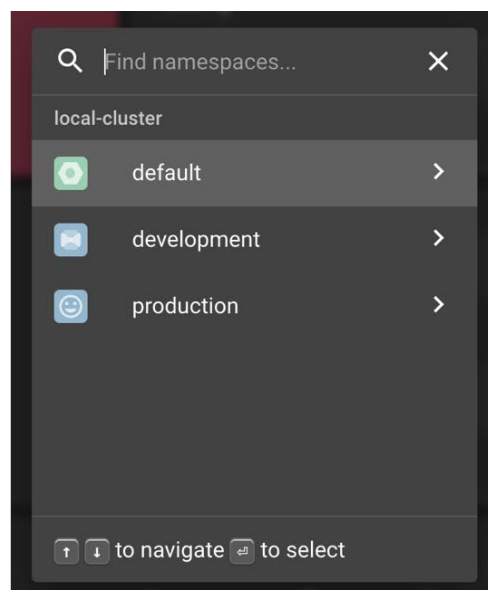 Find namespaces...
local-cluster
default
development
production
↑ ↓ to navigate ⏎ to select